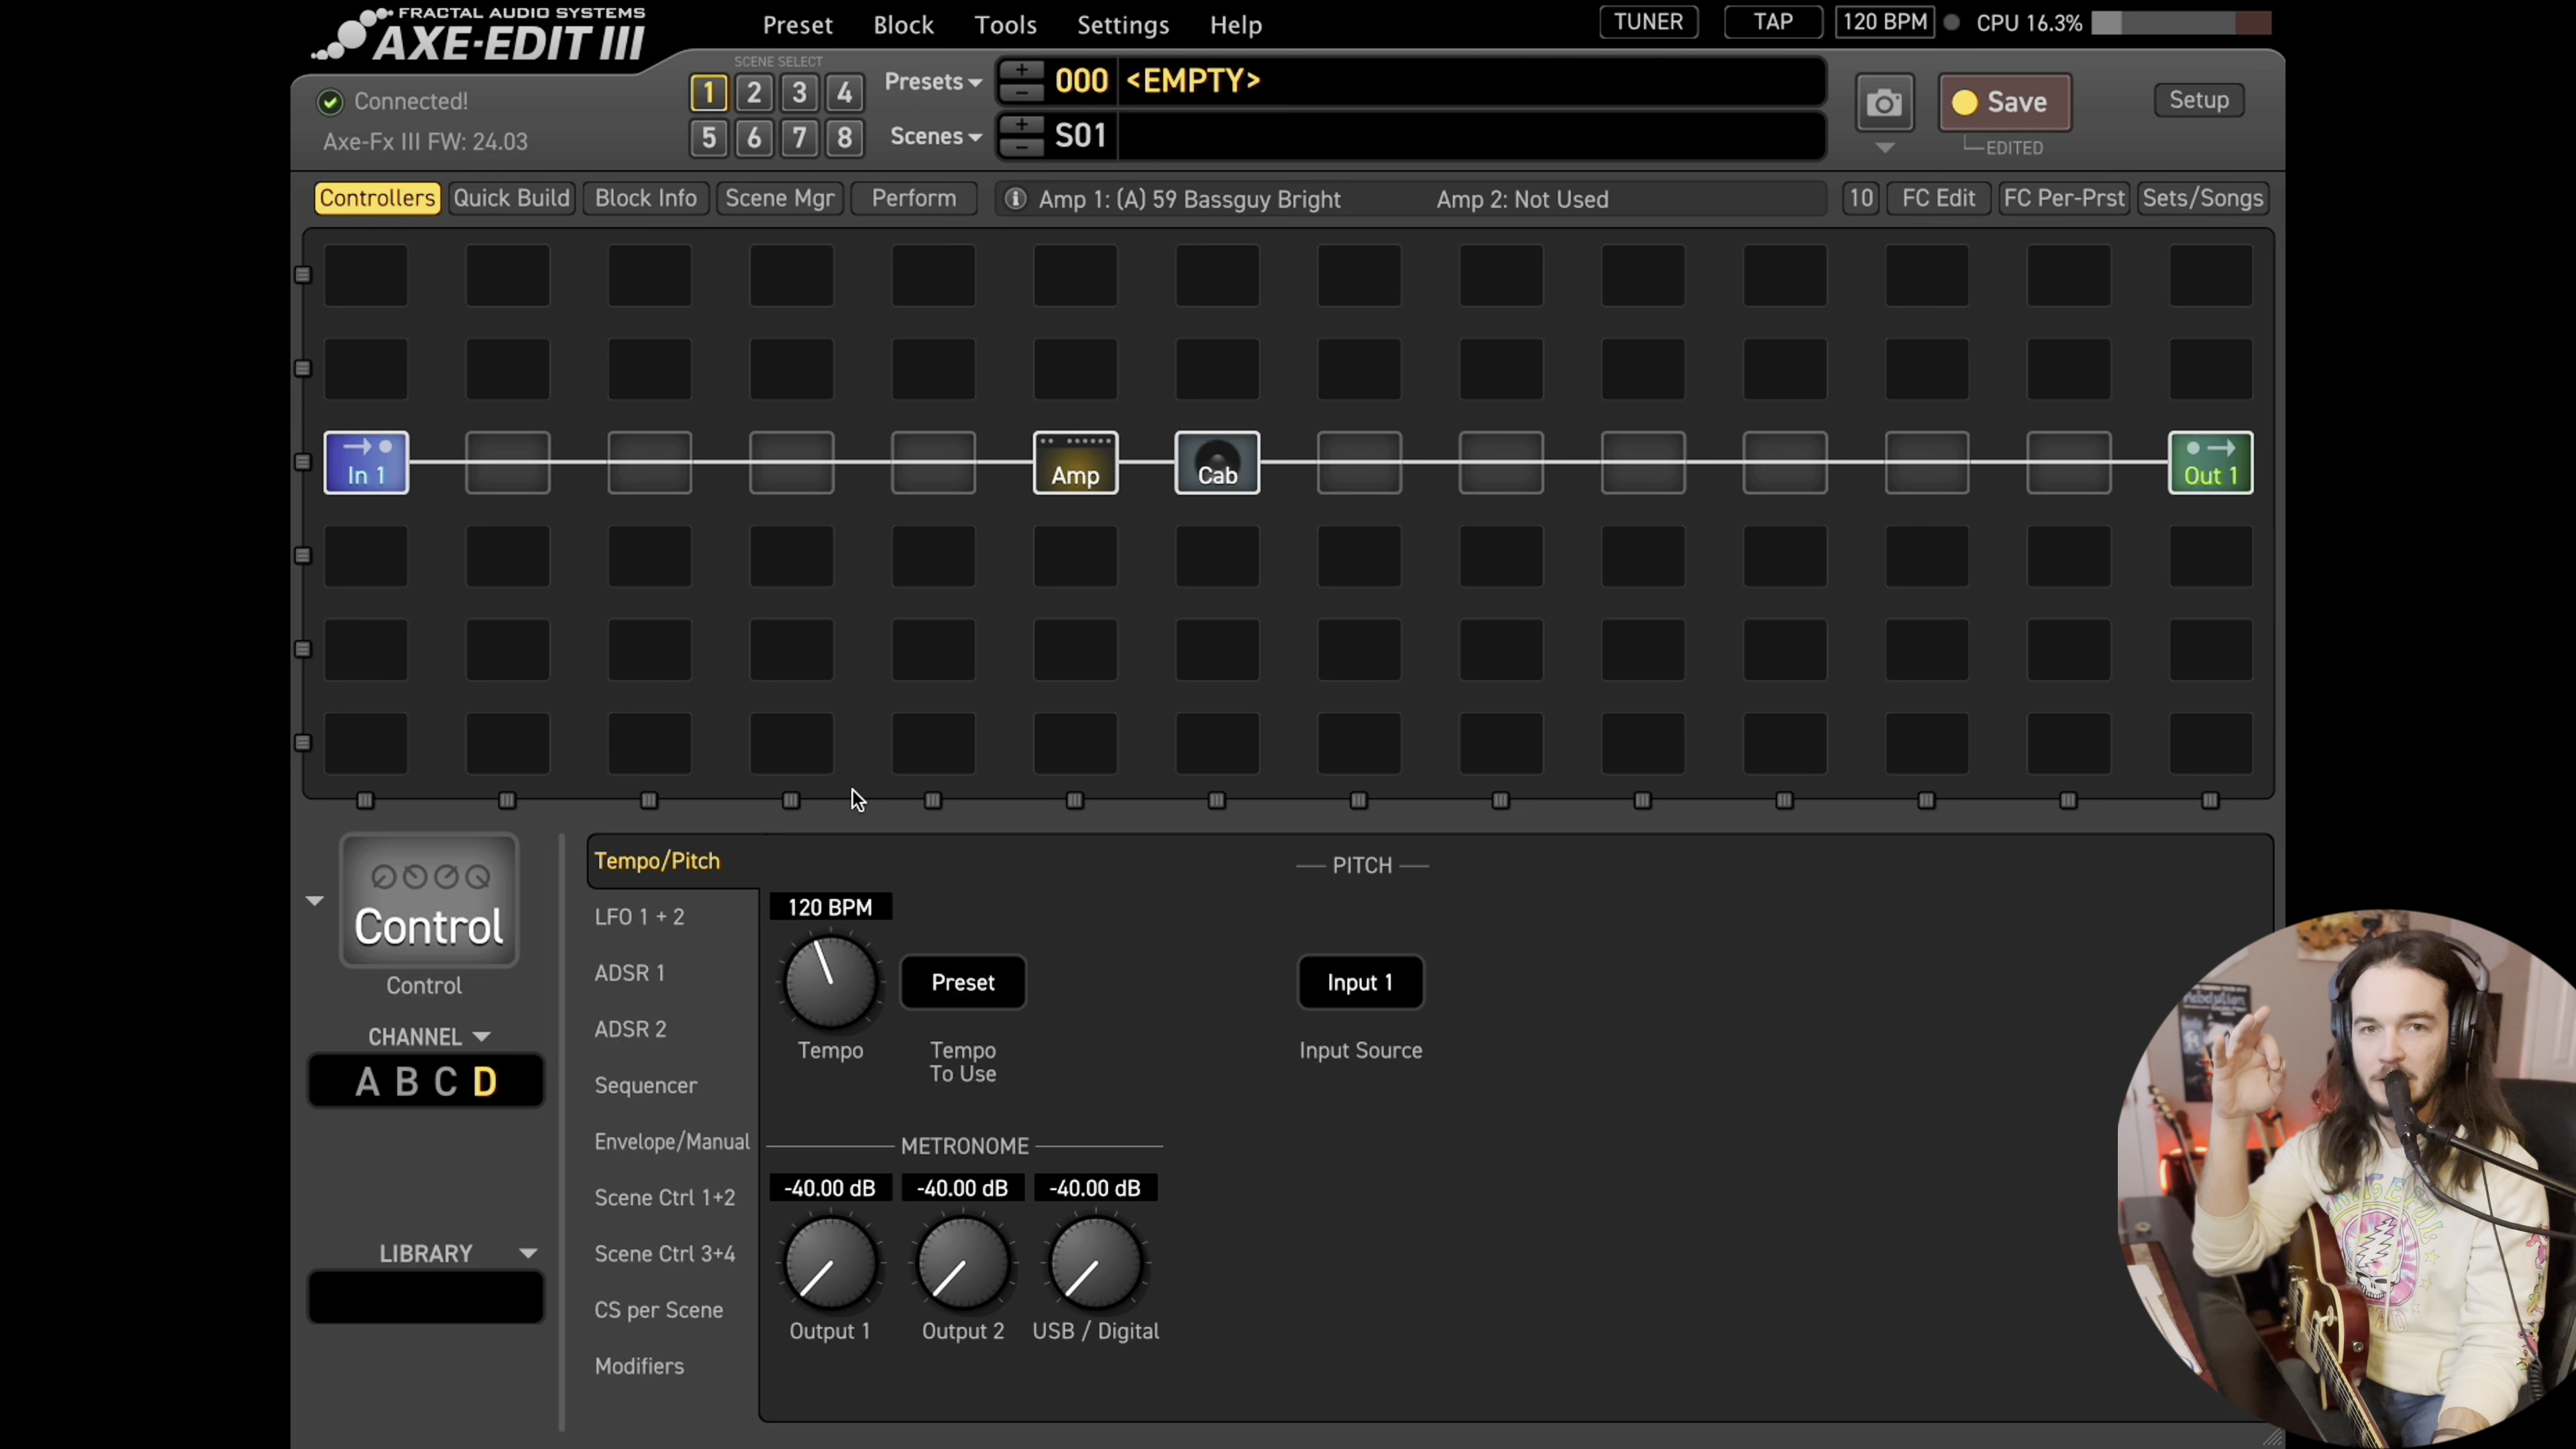 FRACTAL AUDIO SYSTEMS
AXE-EDIT III
Preset Block Tools Settings Help
TUNER TAP 120 BPM CPU 16.3%
Connected!
Axe-Fx III FW: 24.03
SCENE SELECT
1 2 3 4
5 6 7 8
Presets + − 000 <EMPTY>
Scenes + − S01
Save
EDITED
Setup
Controllers Quick Build Block Info Scene Mgr Perform
Amp 1: (A) 59 Bassguy Bright Amp 2: Not Used
10 FC Edit FC Per-Prst Sets/Songs
In 1 Amp Cab Out 1
Control
Control
CHANNEL
A B C D
LIBRARY
Tempo/Pitch
LFO 1 + 2
ADSR 1
ADSR 2
Sequencer
Envelope/Manual
Scene Ctrl 1+2
Scene Ctrl 3+4
CS per Scene
Modifiers
120 BPM
Tempo
Preset
Tempo
To Use
PITCH
Input 1
Input Source
METRONOME
-40.00 dB -40.00 dB -40.00 dB
Output 1 Output 2 USB / Digital
Rebelution